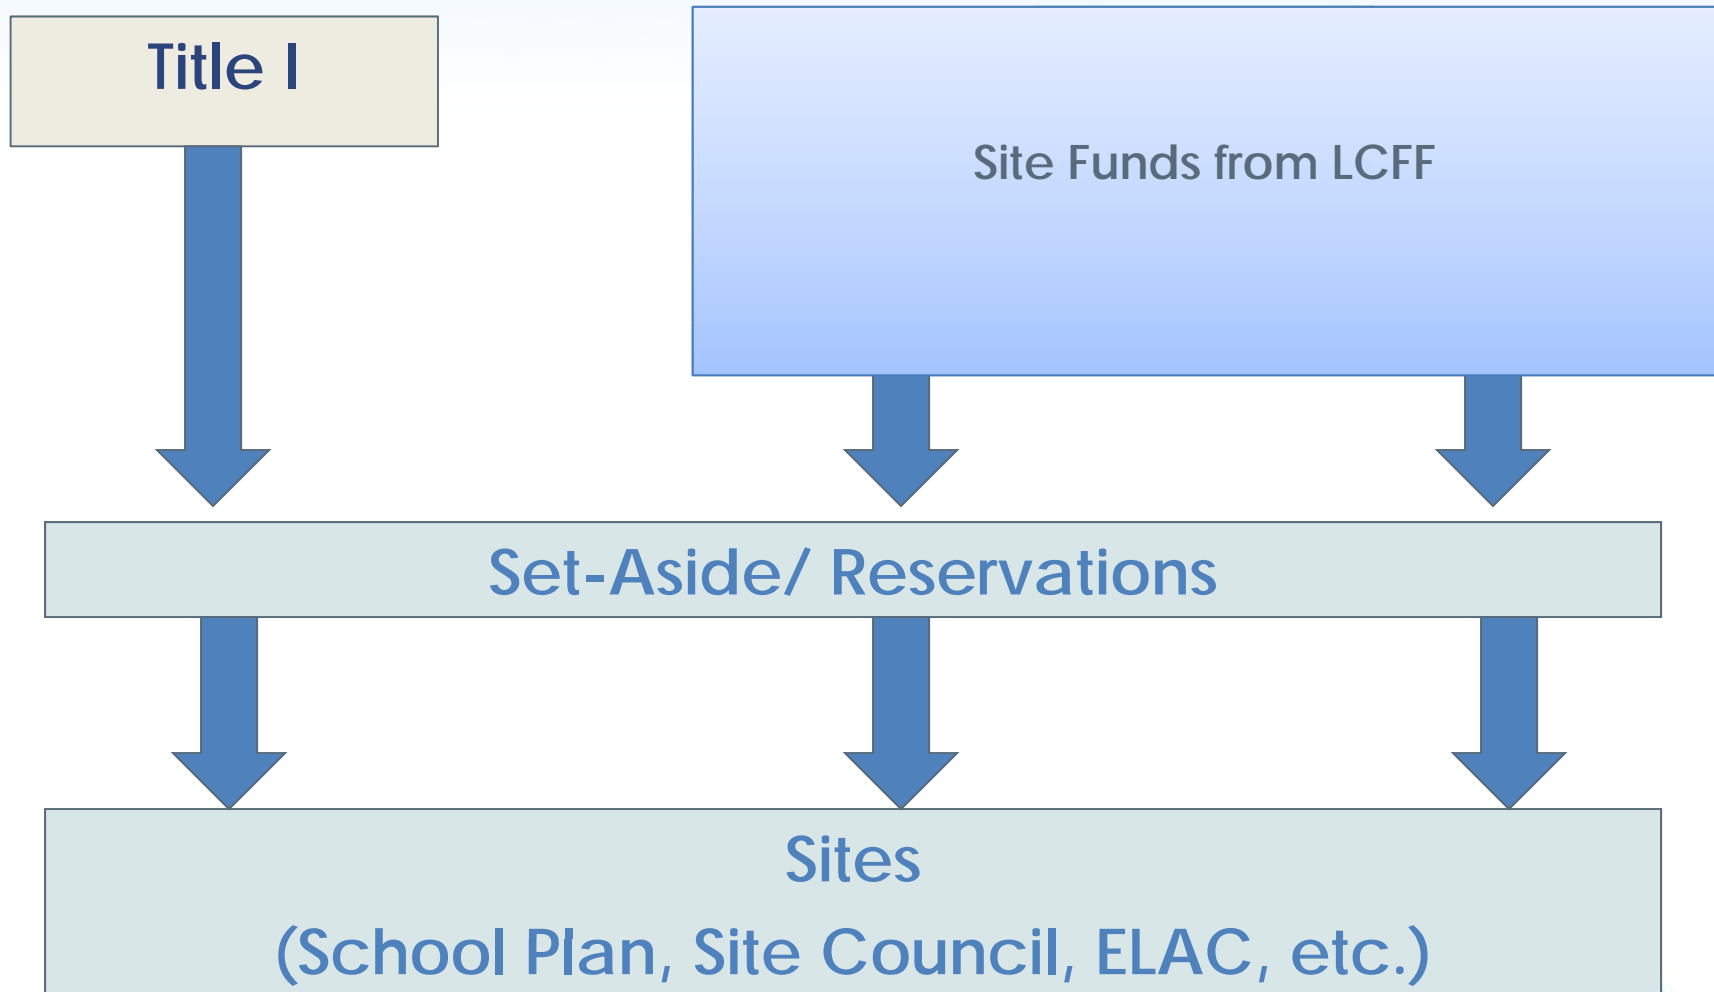 Title I
Site Funds from LCFF
Set-Aside/ Reservations
Sites
(School Plan, Site Council, ELAC, etc.)